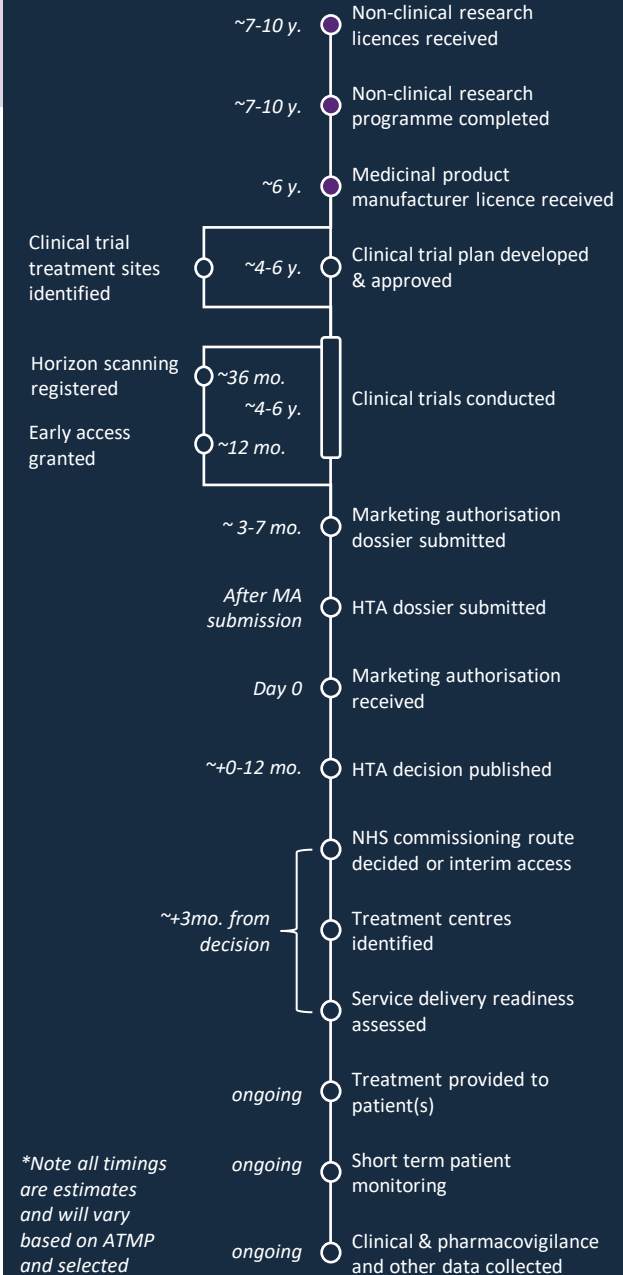 ~7-10 y.
Non-clinical research
licences received
~7-10 y.
Non-clinical research
programme completed
~6 y.
Medicinal product
manufacturer licence received
Clinical trial
treatment sites
identified
~4-6 y.
Clinical trial plan developed
& approved
Horizon scanning
registered
~36 mo.
~4-6 y.
Clinical trials conducted
Early access
granted
~12 mo.
~ 3-7 mo.
Marketing authorisation
dossier submitted
After MA
submission
HTA dossier submitted
Day 0
Marketing authorisation
received
~+0-12 mo.
HTA decision published
NHS commissioning route
decided or interim access
~+3mo. from
decision
Treatment centres
identified
Service delivery readiness
assessed
ongoing
Treatment provided to
patient(s)
ongoing
Short term patient
monitoring
ongoing
Clinical & pharmacovigilance
and other data collected
*Note all timings
are estimates
and will vary
based on ATMP
and selected